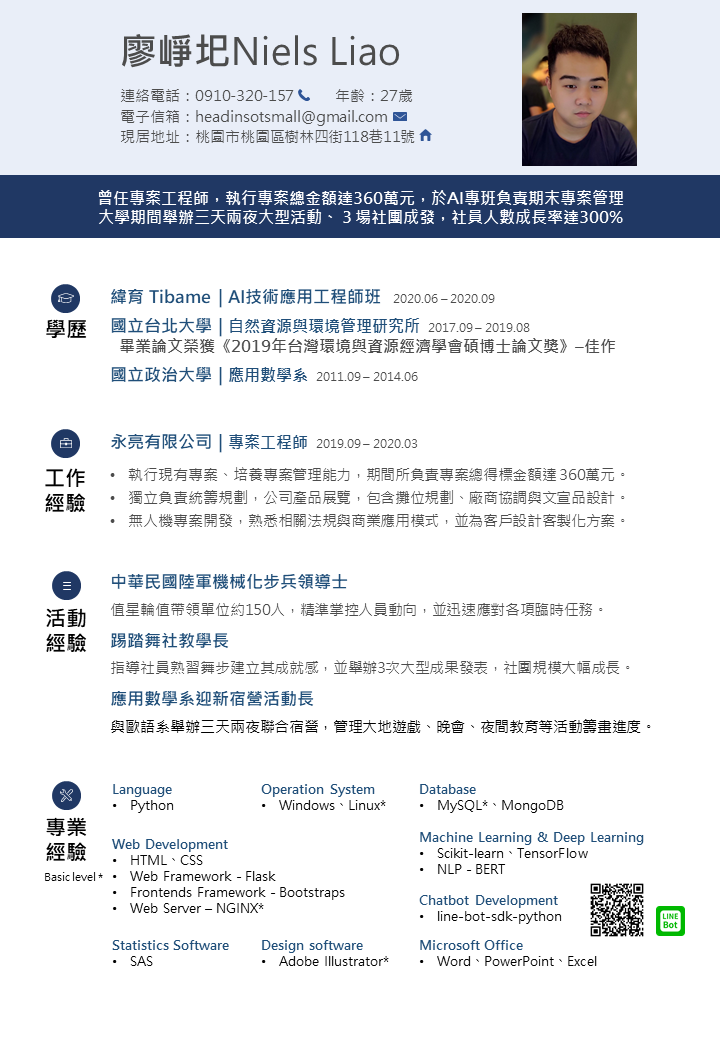 廖崢圯Niels Liao
連絡電話：0910-320-157 年齡：27歲
電子信箱：headinsotsmall@gmail.com
現居地址：桃園市桃園區樹林四街118巷11號
曾任專案工程師，執行專案總金額達360萬元，於AI專班負責期末專案管理
大學期間舉辦三天兩夜大型活動、３場社團成發，社員人數成長率達300%
學歷
緯育 Tibame | AI技術應用工程師班 2020.06 – 2020.09
國立台北大學 | 自然資源與環境管理研究所 2017.09 – 2019.08
畢業論文榮獲《2019年台灣環境與資源經濟學會碩博士論文獎》–佳作
國立政治大學 | 應用數學系 2011.09 – 2014.06
工作
經驗
永亮有限公司 | 專案工程師 2019.09 – 2020.03
• 執行現有專案、培養專案管理能力，期間所負責專案總得標金額達360萬元。
• 獨立負責統籌規劃，公司產品展覽，包含攤位規劃、廠商協調與文宣品設計。
• 無人機專案開發，熟悉相關法規與商業應用模式，並為客戶設計客製化方案。
活動
經驗
中華民國陸軍機械化步兵領導士
值星輪值帶領單位約150人，精準掌控人員動向，並迅速應對各項臨時任務。
踢踏舞社教學長
指導社員熟習舞步建立其成就感，並舉辦3次大型成果發表，社團規模大幅成長。
應用數學系迎新宿營活動長
與歐語系舉辦三天兩夜聯合宿營，管理大地遊戲、晚會、夜間教育等活動籌畫進度。
專業
經驗
Basic level *
Language
• Python
Operation System
• Windows、Linux*
Database
• MySQL*、MongoDB
Web Development
• HTML、CSS
• Web Framework - Flask
• Frontends Framework - Bootstraps
• Web Server – NGINX*
Machine Learning & Deep Learning
• Scikit-learn、TensorFlow
• NLP - BERT
Chatbot Development
• line-bot-sdk-python
LINE
Bot
Statistics Software
• SAS
Design software
• Adobe Illustrator*
Microsoft Office
• Word、PowerPoint、Excel